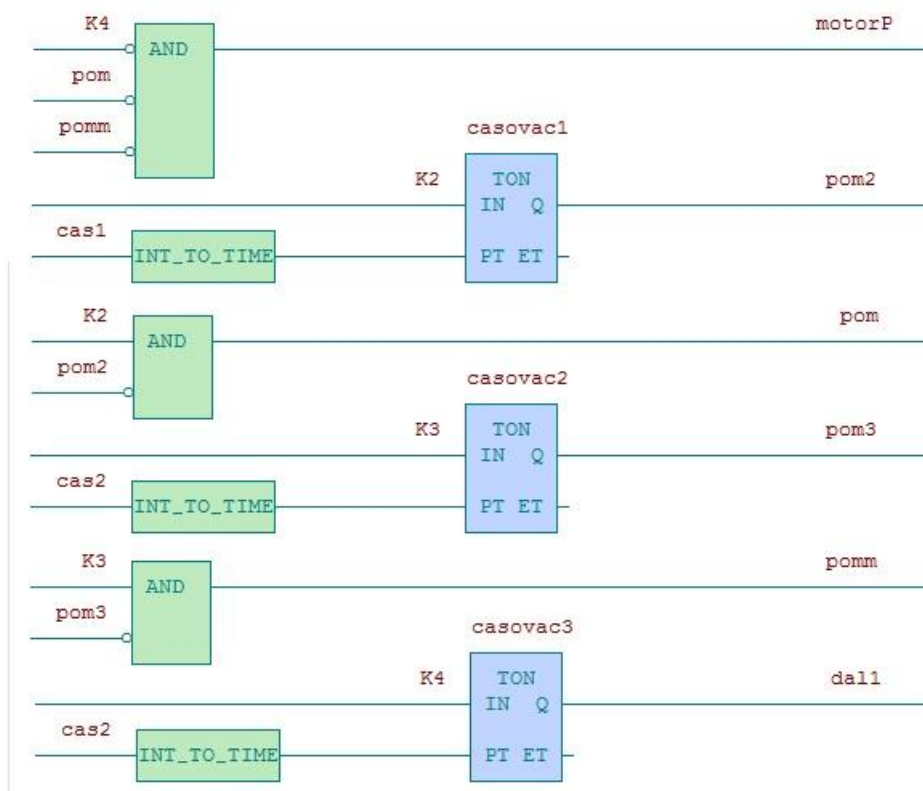 K4 motorP
AND
pom
pomm
casovac1
K2 TON pom2
IN Q
cas1
INT_TO_TIME PT ET
K2 pom
AND
pom2
casovac2
K3 TON pom3
IN Q
cas2
INT_TO_TIME PT ET
K3 pomm
AND
pom3
casovac3
K4 TON dal1
IN Q
cas2
INT_TO_TIME PT ET